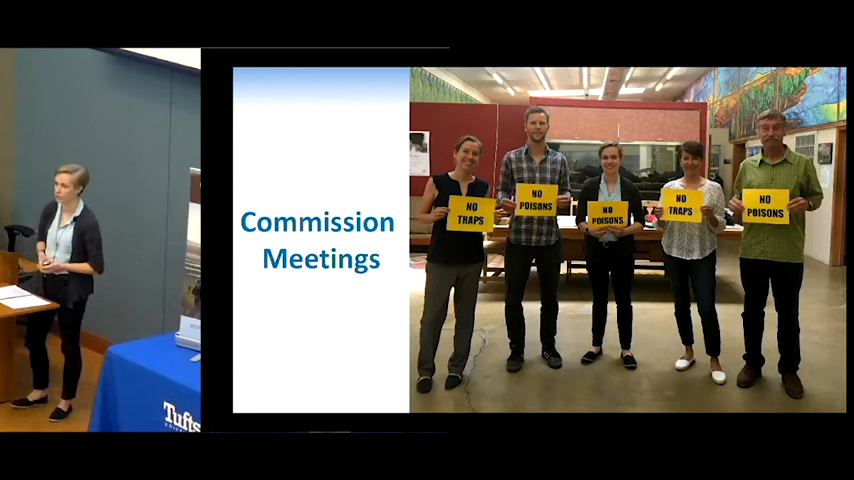 Commission
Meetings
NO
TRAPS
NO
POISONS
NO
POISONS
NO
TRAPS
NO
POISONS
Tufts